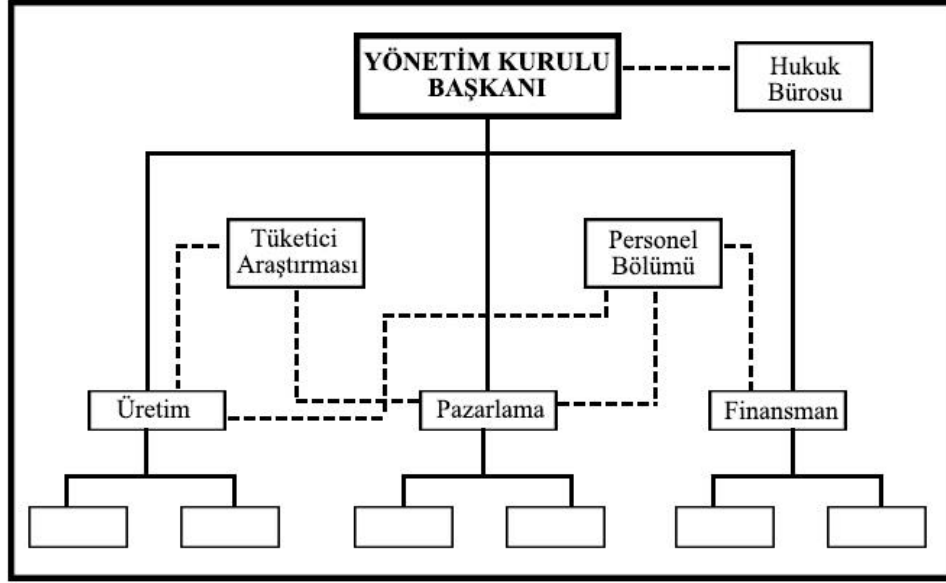 YÖNETİM KURULU
BAŞKANI
Hukuk
Bürosu
Tüketici
Araştırması
Personel
Bölümü
Üretim
Pazarlama
Finansman